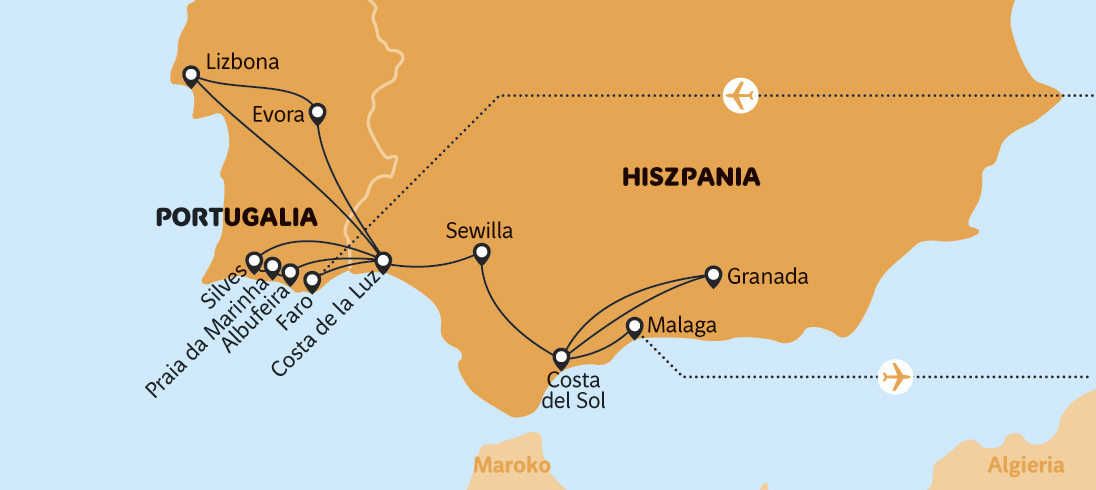 Lizbona
Evora
HISZPANIA
PORTUGALIA
Sewilla
Silves
Praia da Marinha
Albufeira
Faro
Costa de la Luz
Granada
Malaga
Costa
del Sol
Maroko
Algieria